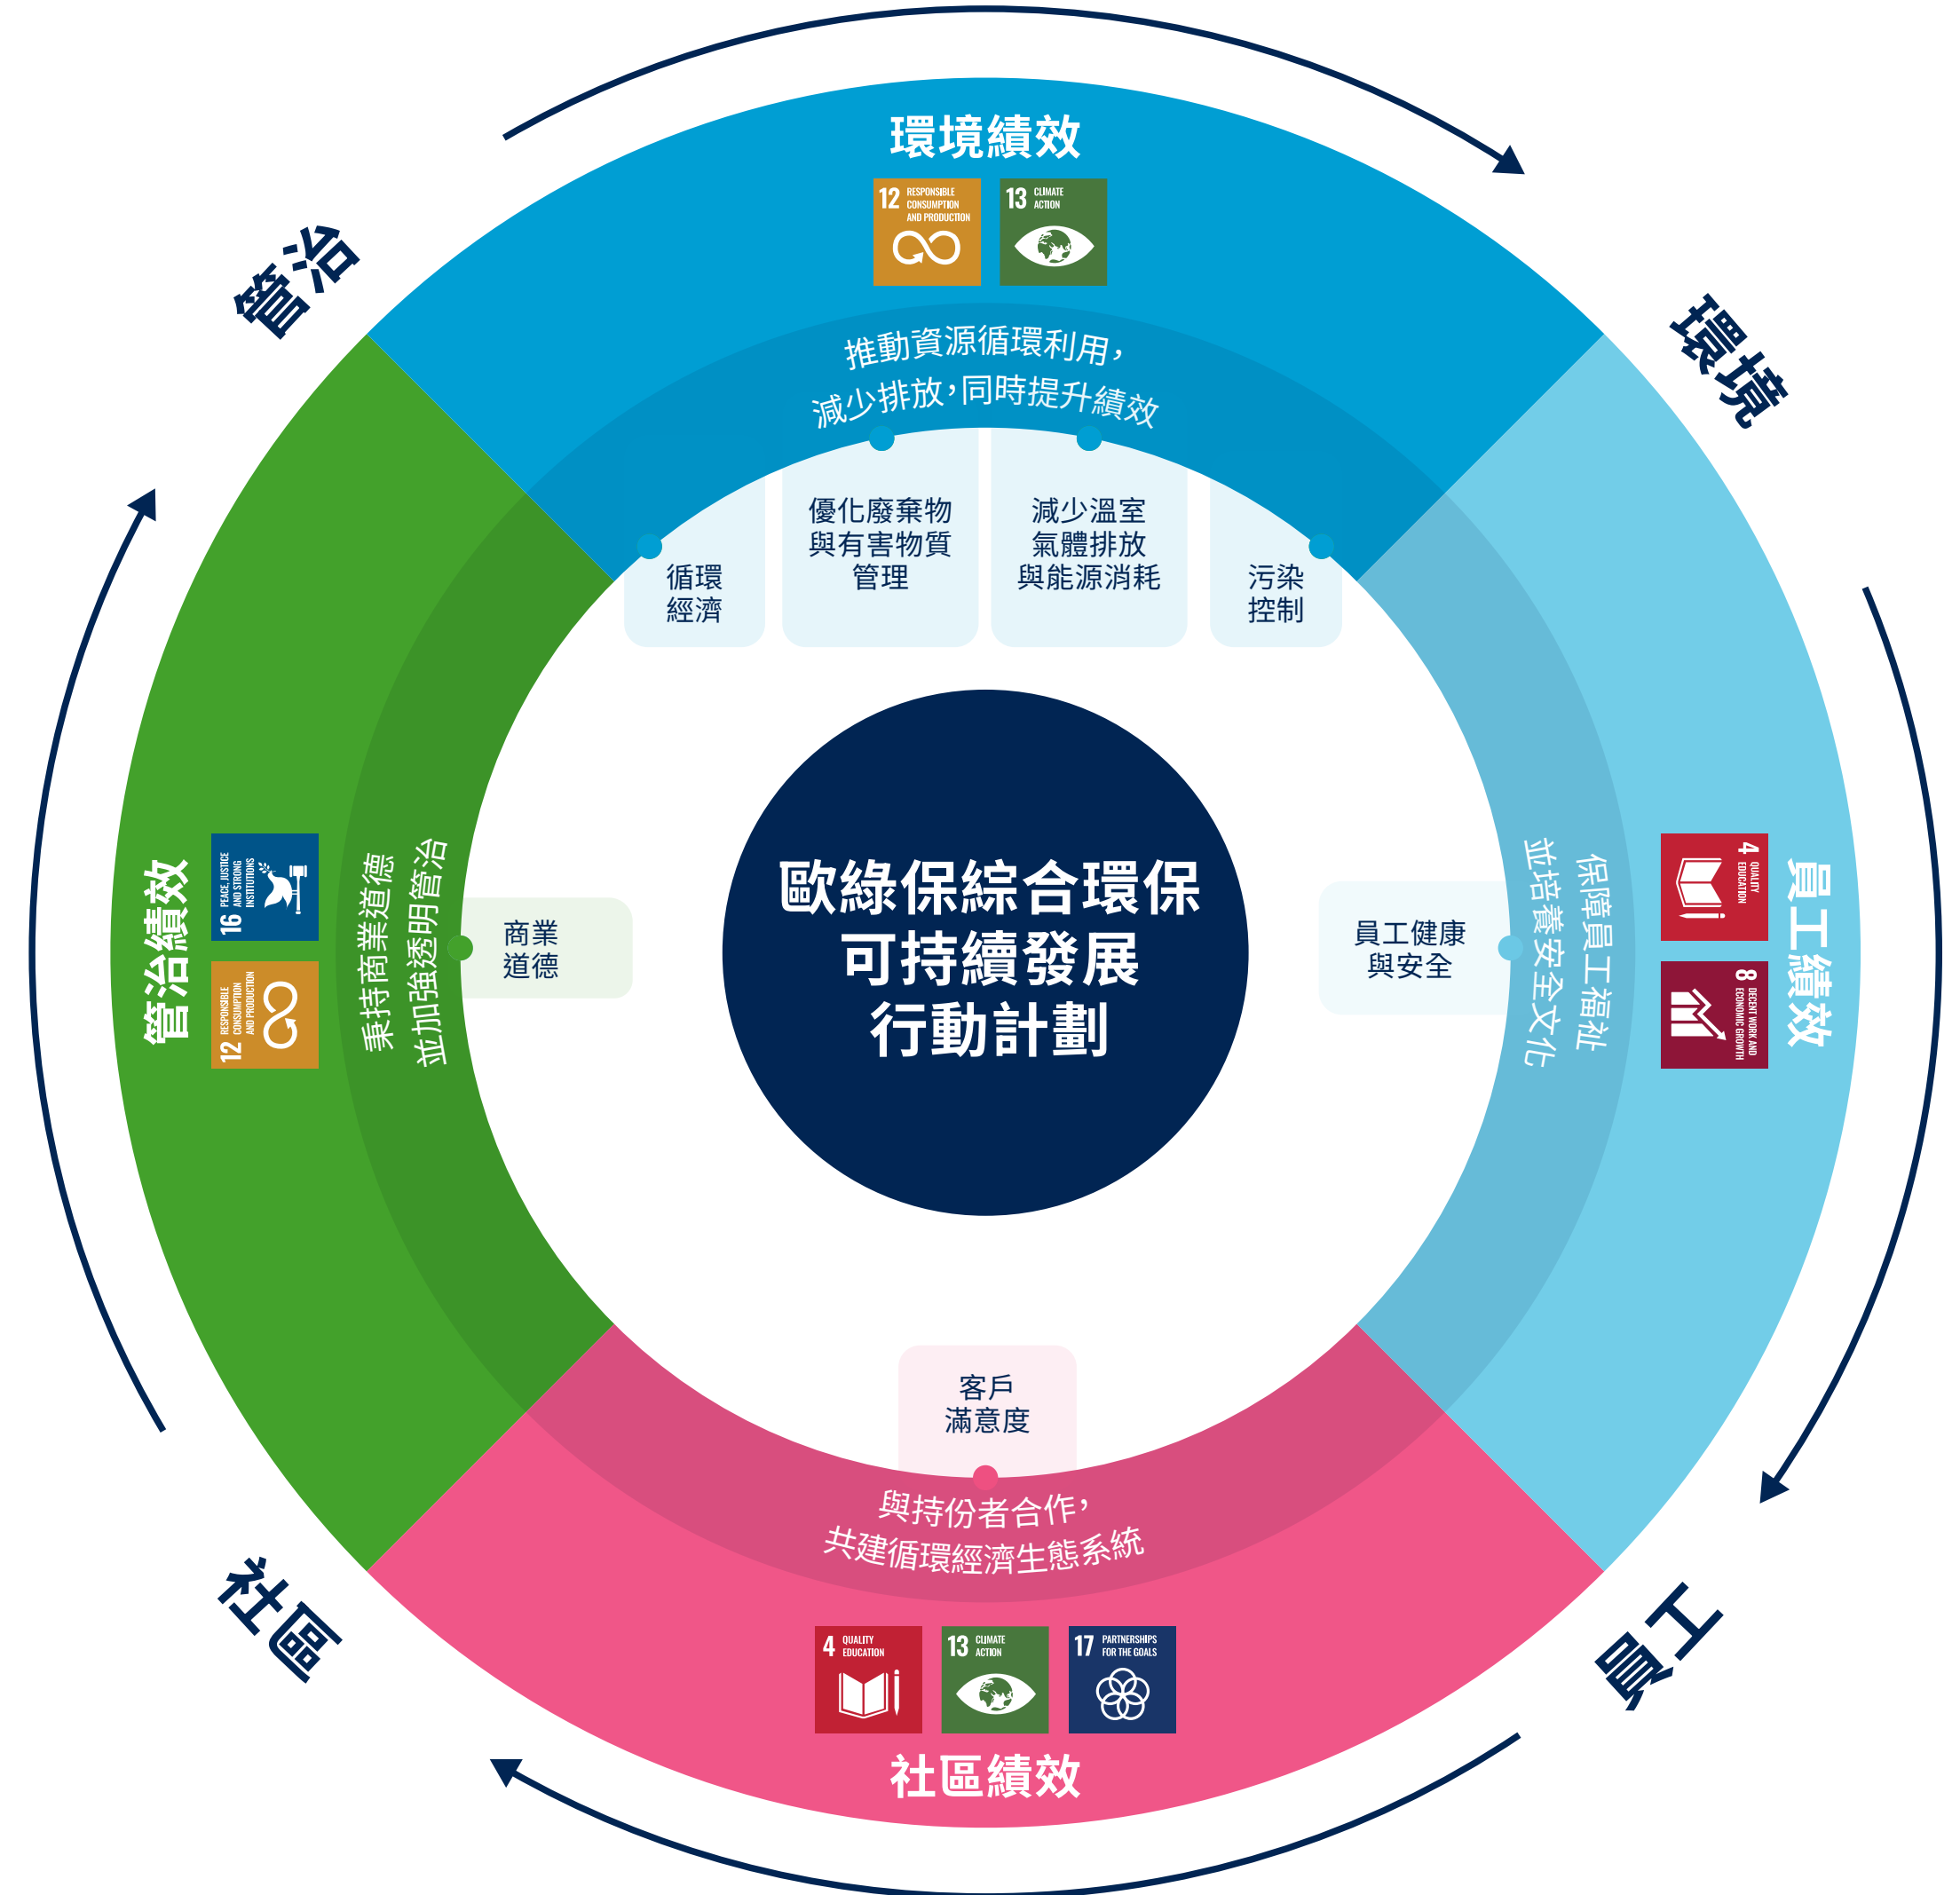 環境績效
12 RESPONSIBLE
CONSUMPTION
AND PRODUCTION
13 CLIMATE
ACTION
推動資源循環利用，
減少排放，同時提升績效
循環
經濟
優化廢棄物
與有害物質
管理
減少溫室
氣體排放
與能源消耗
污染
控制
環境
員工績效
4 QUALITY
EDUCATION
8 DECENT WORK AND
ECONOMIC GROWTH
保障員工福祉
並培養安全文化
員工健康
與安全
員工
客戶
滿意度
與持份者合作，
共建循環經濟生態系統
4 QUALITY
EDUCATION
13 CLIMATE
ACTION
17 PARTNERSHIPS
FOR THE GOALS
社區績效
社區
管治績效
16 PEACE, JUSTICE
AND STRONG
INSTITUTIONS
12 RESPONSIBLE
CONSUMPTION
AND PRODUCTION
秉持商業道德
並加強透明管治
商業
道德
管治
歐綠保綜合環保
可持續發展
行動計劃